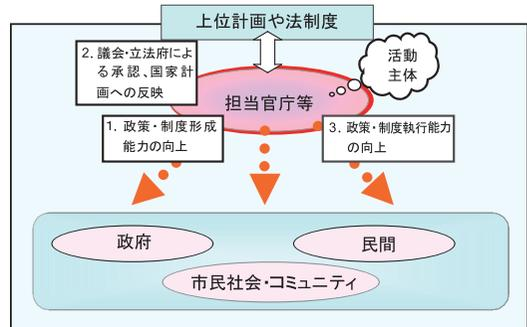 上位計画や法制度
2. 議会・立法府によ
る承認、国家計
画への反映
活動
主体
担当官庁等
1. 政策・制度形成
能力の向上
3. 政策・制度執行能力
の向上
政府
民間
市民社会・コミュニティ